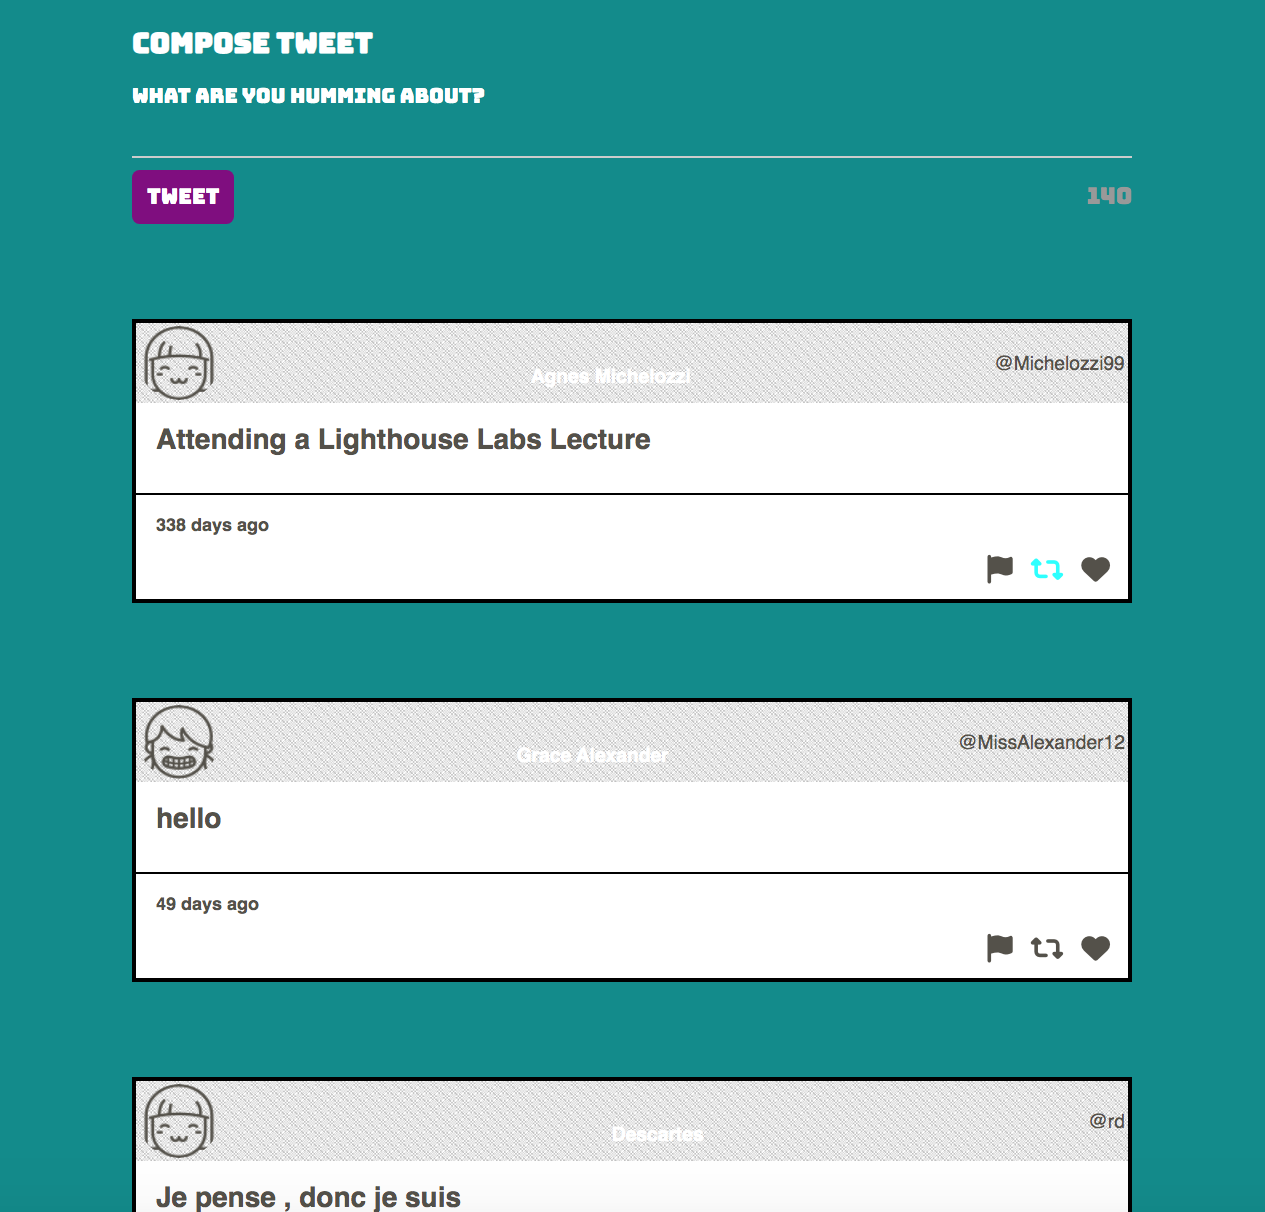 COMPOSE TWEET
WHAT ARE YOU HUMMING ABOUT?
TWEET 140
Agnes Michelozzi @Michelozzi99
Attending a Lighthouse Labs Lecture
338 days ago
Grace Alexander @MissAlexander12
hello
49 days ago
Descartes @rd
Je pense , donc je suis